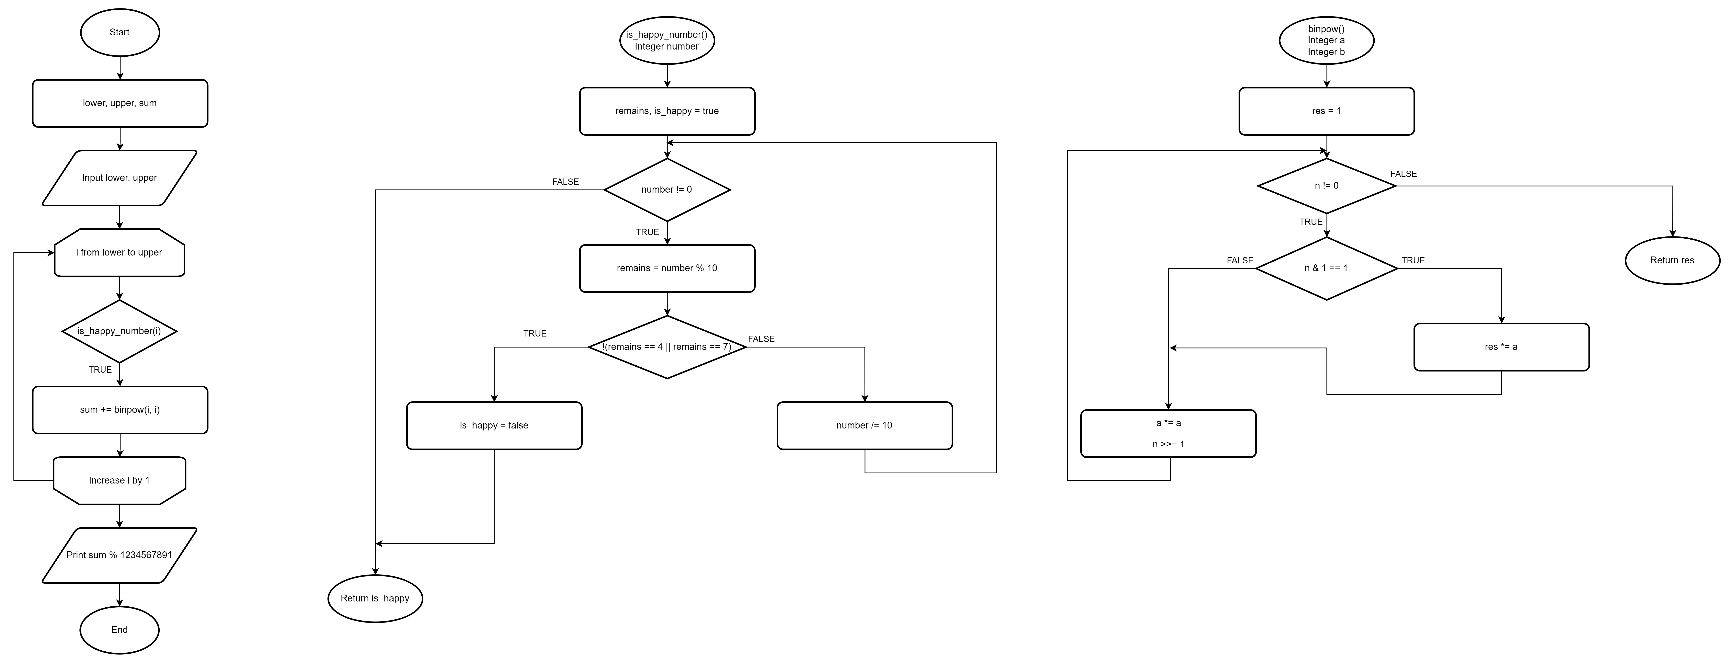 Start
lower, upper, sum
Input lower, upper
I from lower to upper
is_happy_number(i)
TRUE
sum += binpow(i, i)
Increase I by 1
Print sum % 1234567891
End
is_happy_number()
Integer number
remains, is_happy = true
number != 0
FALSE
TRUE
remains = number % 10
!(remains == 4 || remains == 7)
TRUE
FALSE
is_happy = false
number /= 10
Return is_happy
binpow()
Integer a
Integer b
res = 1
n != 0
FALSE
TRUE
Return res
n & 1 == 1
FALSE
TRUE
res *= a
a *= a
n >>= 1